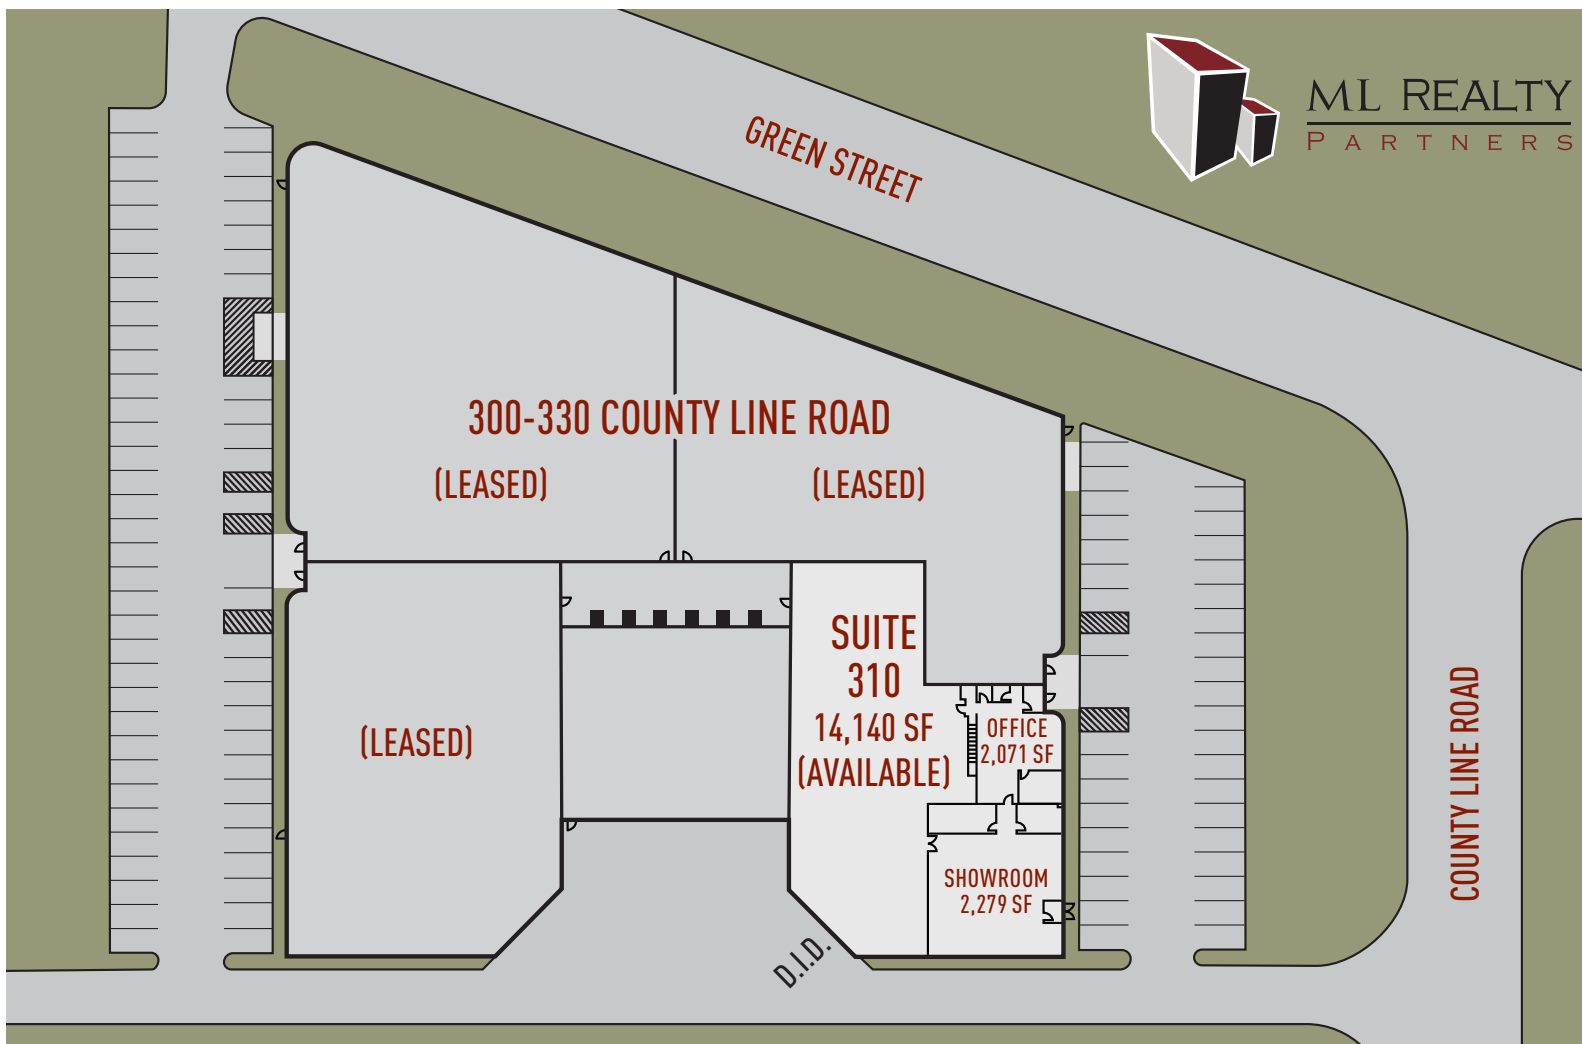 ML REALTY
PARTNERS
GREEN STREET
300-330 COUNTY LINE ROAD
(LEASED)
(LEASED)
SUITE
310
14,140 SF
(AVAILABLE)
OFFICE
2,071 SF
(LEASED)
SHOWROOM
2,279 SF
D.I.D.
COUNTY LINE ROAD